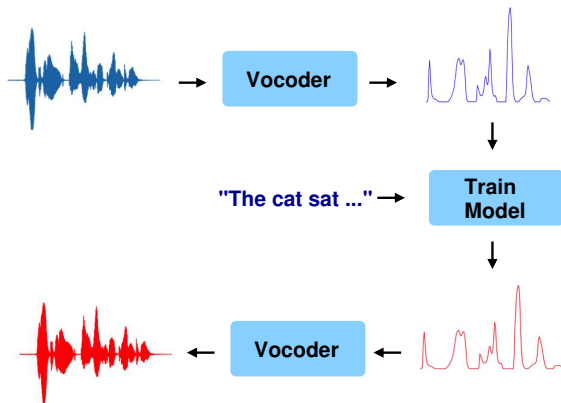 Vocoder
"The cat sat ..."
Train
Model
Vocoder